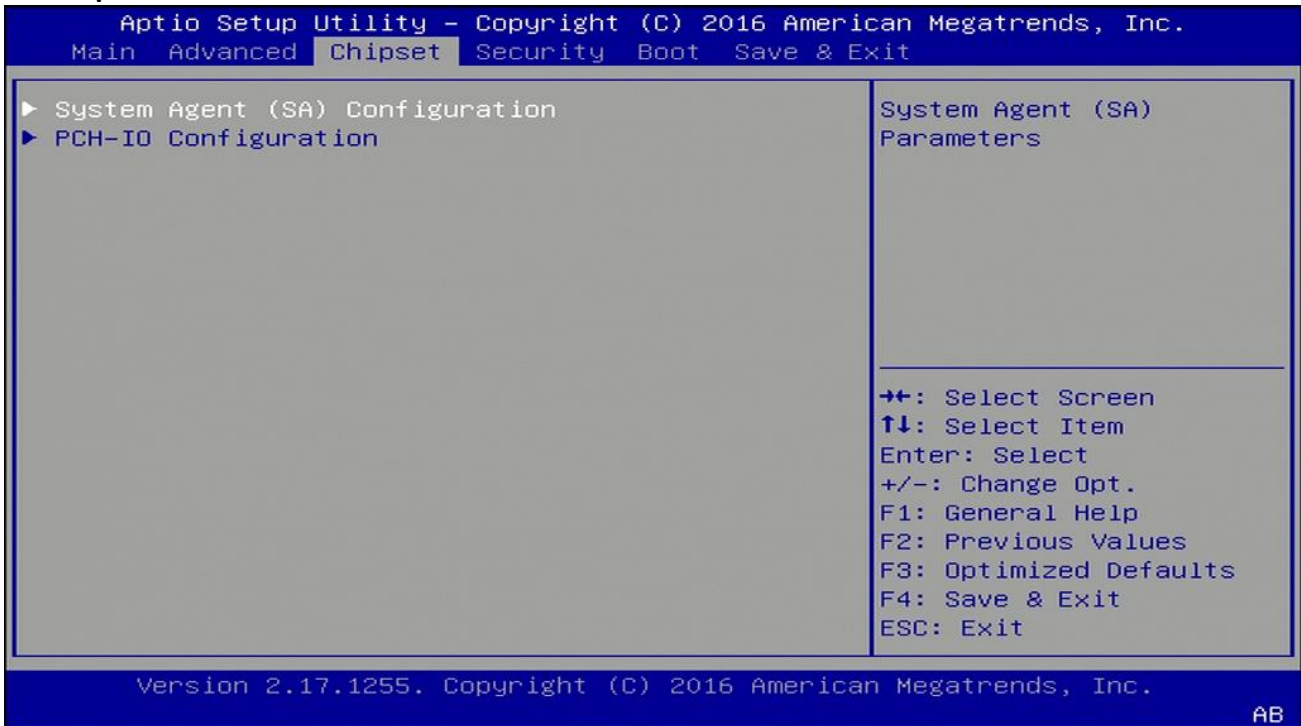 Aptio Setup Utility – Copyright (C) 2016 American Megatrends, Inc.
Main Advanced Chipset Security Boot Save & Exit
► System Agent (SA) Configuration
► PCH-IO Configuration
System Agent (SA)
Parameters
→←: Select Screen
↑↓: Select Item
Enter: Select
+/-: Change Opt.
F1: General Help
F2: Previous Values
F3: Optimized Defaults
F4: Save & Exit
ESC: Exit
Version 2.17.1255. Copyright (C) 2016 American Megatrends, Inc.
AB